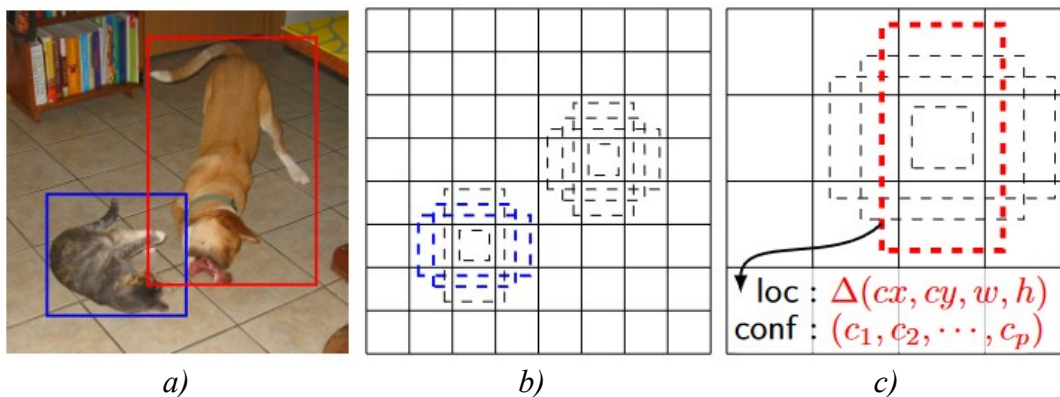 loc : Δ(cx, cy, w, h)
conf : (c₁, c₂, ⋯, cₚ)
a)
b)
c)